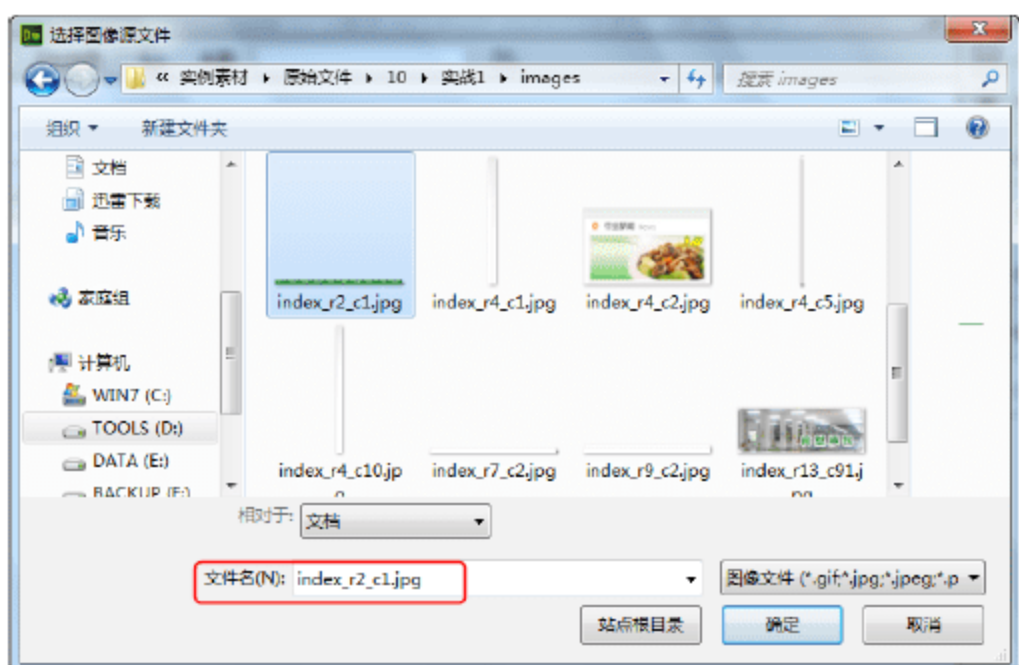 Dw 选择图像源文件
« 实例素材 ▸ 原始文件 ▸ 10 ▸ 实战1 ▸ images
搜索 images
组织 新建文件夹
文档
迅雷下载
音乐
家庭组
计算机
WIN7 (C:)
TOOLS (D:)
DATA (E:)
BACKUP (F:)
index_r2_c1.jpg index_r4_c1.jpg index_r4_c2.jpg index_r4_c5.jpg
index_r4_c10.jp index_r7_c2.jpg index_r9_c2.jpg index_r13_c91.j
g pg
相对于: 文档
文件名(N): index_r2_c1.jpg 图像文件 (*.gif;*.jpg;*.jpeg;*.p
站点根目录 确定 取消